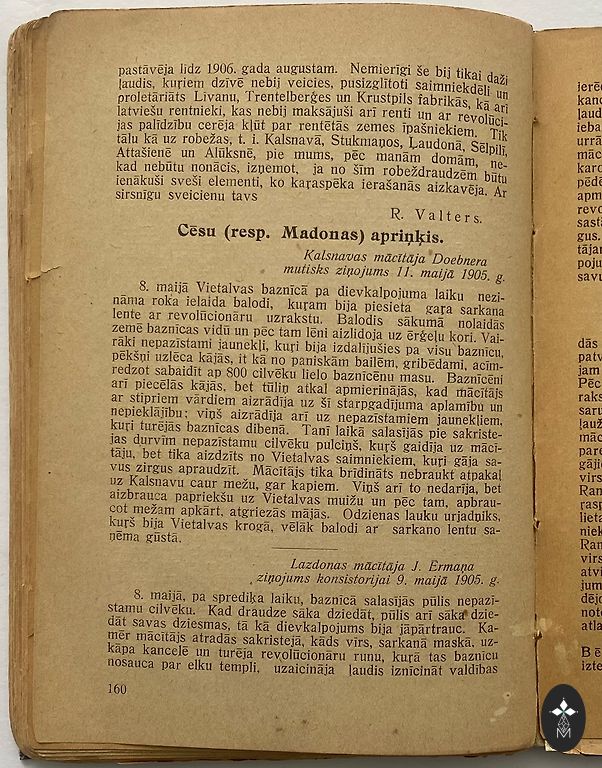 pastāvēja līdz 1906. gada augustam. Nemierīgi še bij tikai daži
ļaudis, kuŗiem dzīvē nebij veicies, pusizglītoti saimniekdēli un
proletāriāts Līvanu, Trentelberģes un Krustpils fabrikās, kā arī
latviešu rentnieki, kas nebij maksājuši arī renti un ar revolūci-
jas palīdzību cerēja kļūt par rentētās zemes īpašniekiem. Tik
tālu kā uz robežas, t. i. Kalsnavā, Stukmaņos, Ļaudonā, Sēlpilī,
Attašienē un Alūksnē, pie mums, pēc manām domām, ne-
kad nebūtu nonācis, izņemot, ja no šīm robeždraudzēm būtu
ienākuši sveši elementi, ko karaspēka ierašanās aizkavēja. Ar
sirsnīgu sveicienu tavs
R. Valters.
Cēsu (resp. Madonas) apriņķis.
Kalsnavas mācītāja Doebnera
mutisks ziņojums 11. maijā 1905. g.
8. maijā Vietalvas baznīcā pa dievkalpojuma laiku nezi-
nāma roka ielaida balodi, kuŗam bija piesieta gaŗa sarkana
lente ar revolūcionāru uzrakstu. Balodis sākumā nolaidās
zemē baznīcas vidū un pēc tam lēni aizlidoja uz ērģeļu kori. Vai-
rāki nepazīstami jaunekļi, kuŗi bija izdalījušies pa visu baznīcu,
pēkšņi uzlēca kājās, it kā no paniskām bailēm, gribēdami, acīm-
redzot sabaidīt ap 800 cilvēku lielo baznīcēnu masu. Baznīcēni
arī piecēlās kājās, bet tūliņ atkal apmierinājās, kad mācītājs
ar stipriem vārdiem aizrādīja uz šī starpgadījuma aplamību un
nepieklājību; viņš aizrādīja arī uz nepazīstamiem jaunekļiem,
kuŗi turējās baznīcas dibenā. Tanī laikā salasījās pie sakriste-
jas durvīm nepazīstamu cilvēku pulciņš, kuŗš gaidīja uz mācī-
tāju, bet tika aizdzīts no Vietalvas saimniekiem, kuŗi gāja sa-
vus zirgus apraudzīt. Mācītājs tika brīdināts nebraukt atpakaļ
uz Kalsnavu caur mežu, gar kapiem. Viņš arī to nedarīja, bet
aizbrauca papriekšu uz Vietalvas muižu un pēc tam, apbrau-
cot mežam apkārt, atgriezās mājās. Odzienas lauku urjadniks,
kuŗš bija Vietalvas krogā, vēlāk balodi ar sarkano lentu sa-
ņēma gūstā.
Lazdonas mācītāja J. Ērmaņa
ziņojums konsistorijai 9. maijā 1905. g.
8. maijā, pa sprediķa laiku, baznīcā salasījās pūlis nepazī-
stamu cilvēku. Kad draudze sāka dziedāt, pūlis arī sāka dzie-
dāt savas dziesmas, tā kā dievkalpojums bija jāpārtrauc. Ka-
mēr mācītājs atradās sakristejā, kāds vīrs, sarkanā maskā, uz-
kāpa kancelē un turēja revolūcionāru runu, kuŗā tas baznīcu
nosauca par elku templi, uzaicināja ļaudis iznīcināt valdības
160